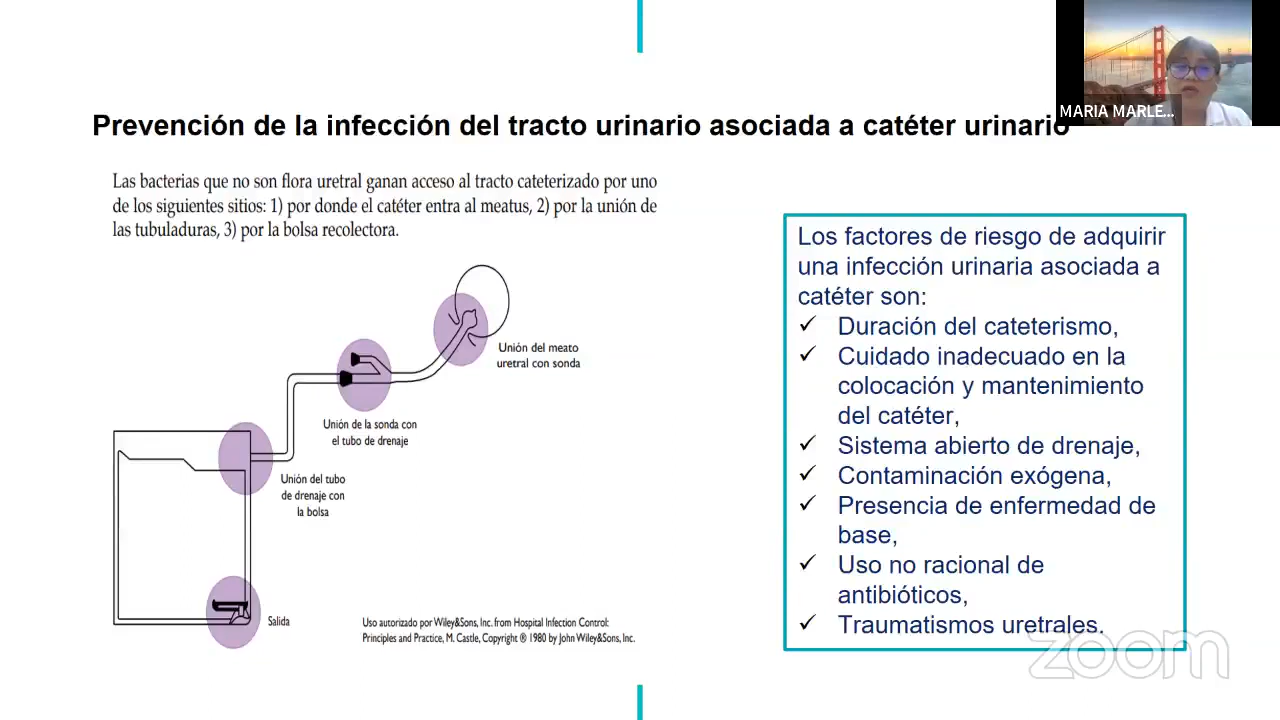 MARIA MARLE...
Prevención de la infección del tracto urinario asociada a catéter urinario
Las bacterias que no son flora uretral ganan acceso al tracto cateterizado por uno
de los siguientes sitios: 1) por donde el catéter entra al meatus, 2) por la unión de
las tubuladuras, 3) por la bolsa recolectora.
Unión del meato
uretral con sonda
Unión de la sonda con
el tubo de drenaje
Unión del tubo
de drenaje con
la bolsa
Salida
Uso autorizado por Wiley&Sons, Inc. from Hospital Infection Control:
Principles and Practice, M. Castle, Copyright ® 1980 by John Wiley&Sons, Inc.
Los factores de riesgo de adquirir
una infección urinaria asociada a
catéter son:
✓ Duración del cateterismo,
✓ Cuidado inadecuado en la
colocación y mantenimiento
del catéter,
✓ Sistema abierto de drenaje,
✓ Contaminación exógena,
✓ Presencia de enfermedad de
base,
✓ Uso no racional de
antibióticos,
✓ Traumatismos uretrales.
zoom